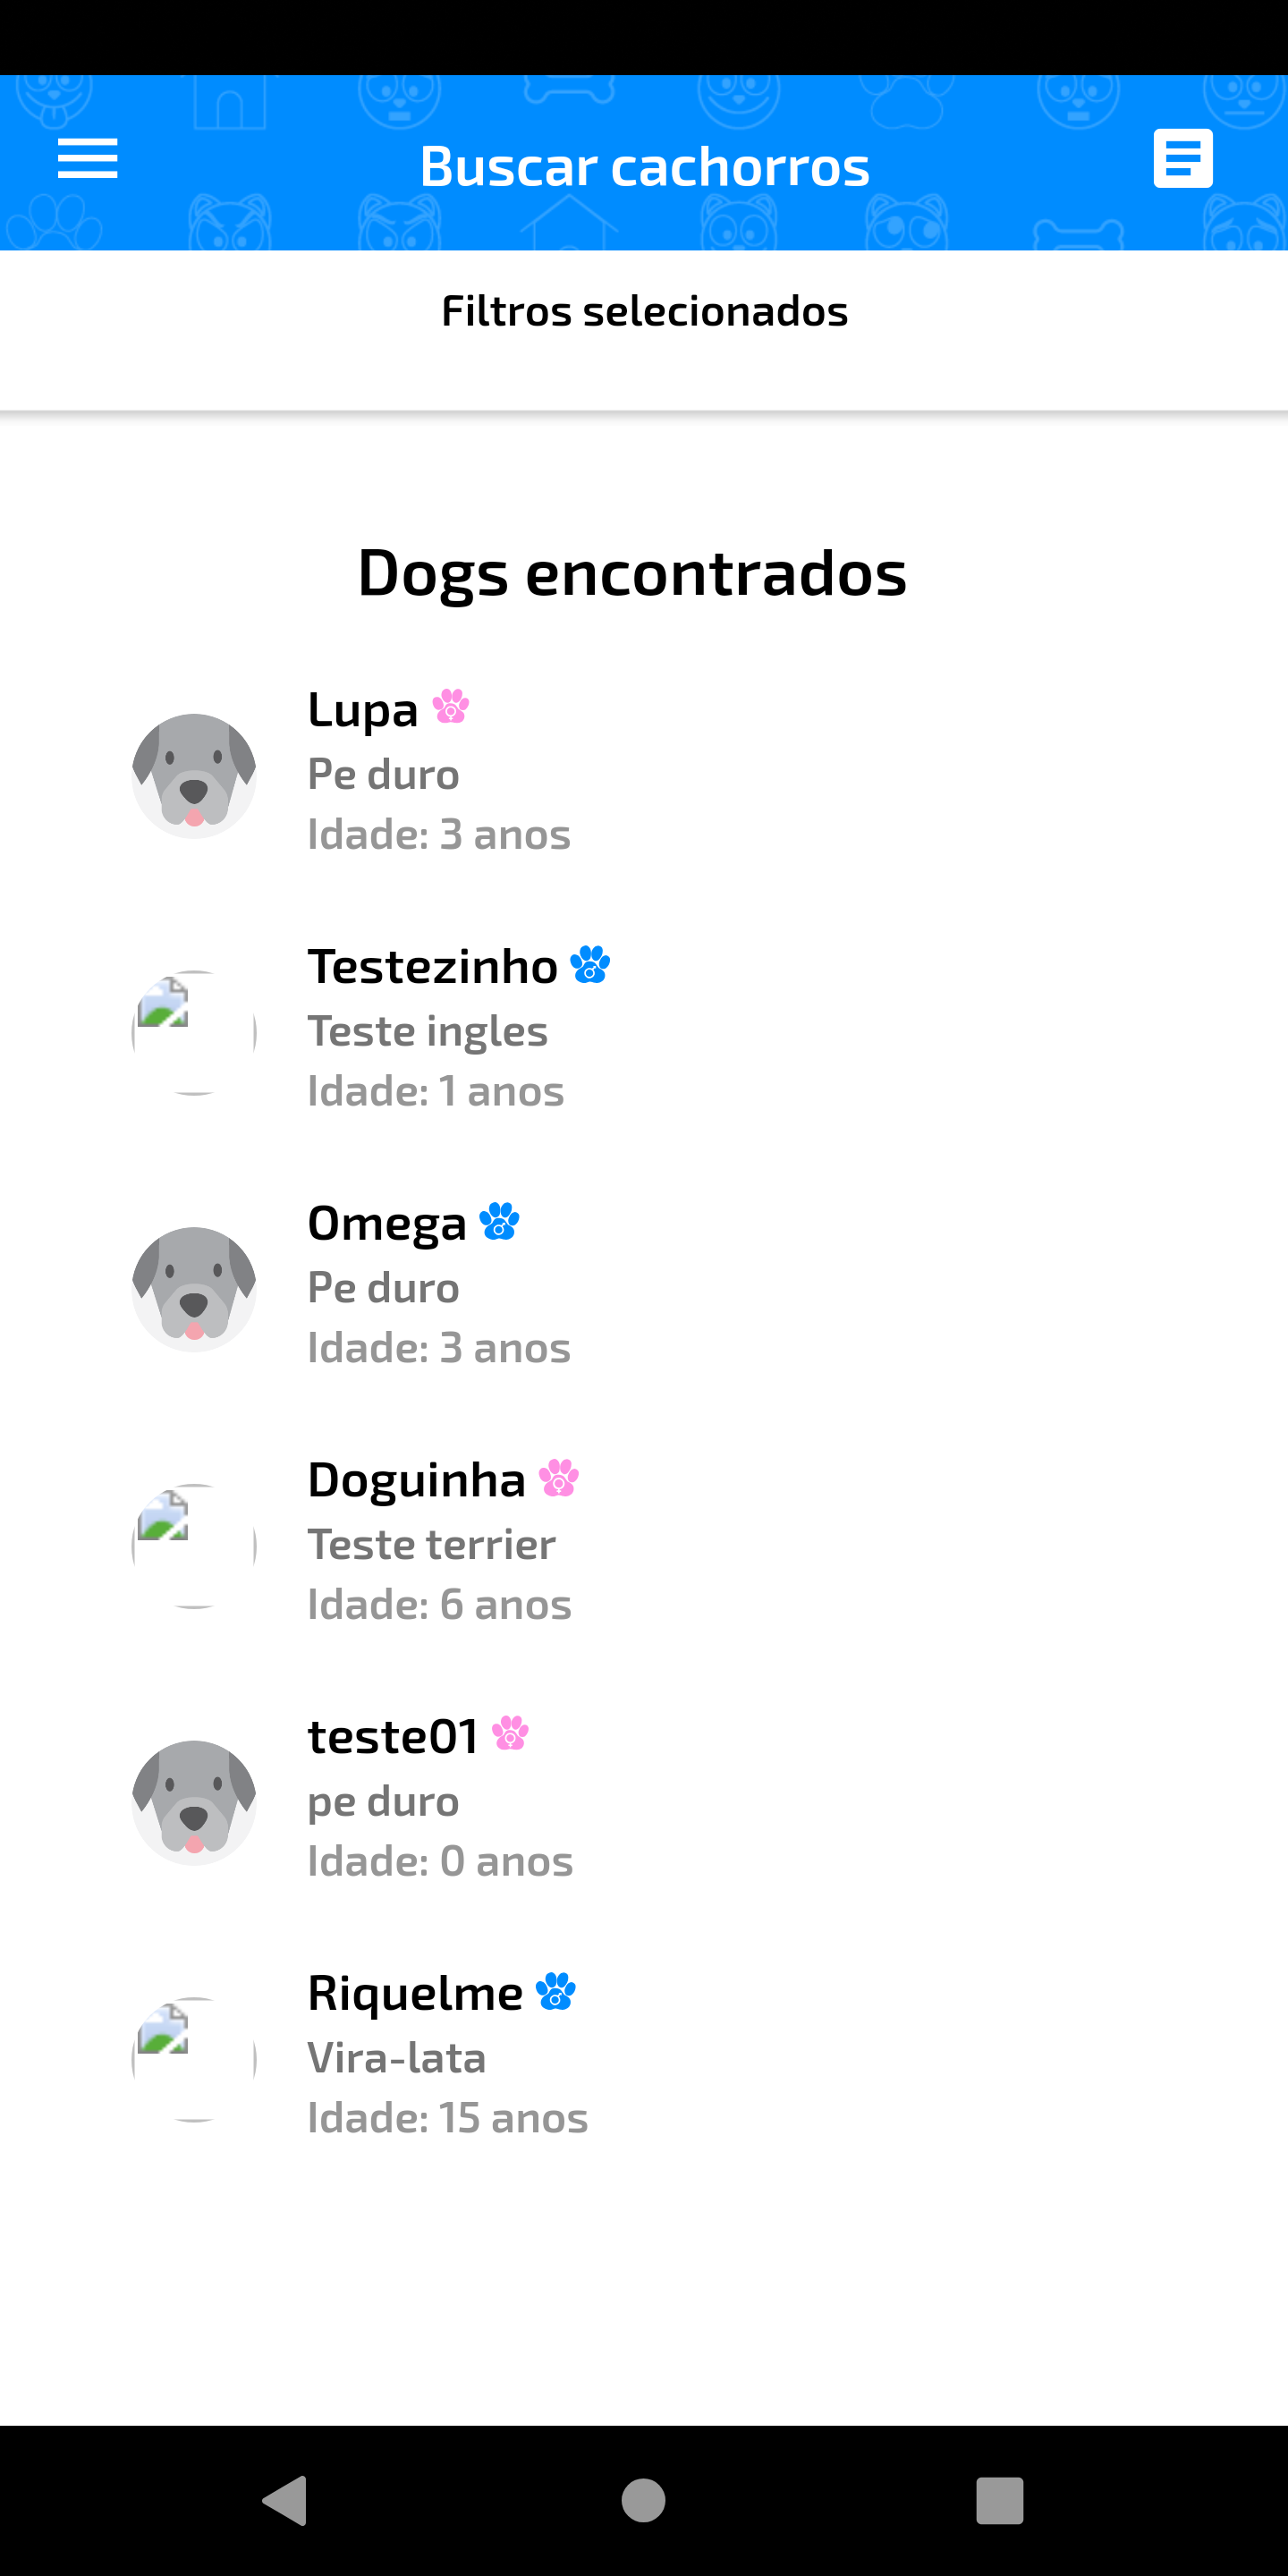 Buscar cachorros
Filtros selecionados
Dogs encontrados
Lupa
Pe duro
Idade: 3 anos
Testezinho
Teste ingles
Idade: 1 anos
Omega
Pe duro
Idade: 3 anos
Doguinha
Teste terrier
Idade: 6 anos
teste01
pe duro
Idade: 0 anos
Riquelme
Vira-lata
Idade: 15 anos